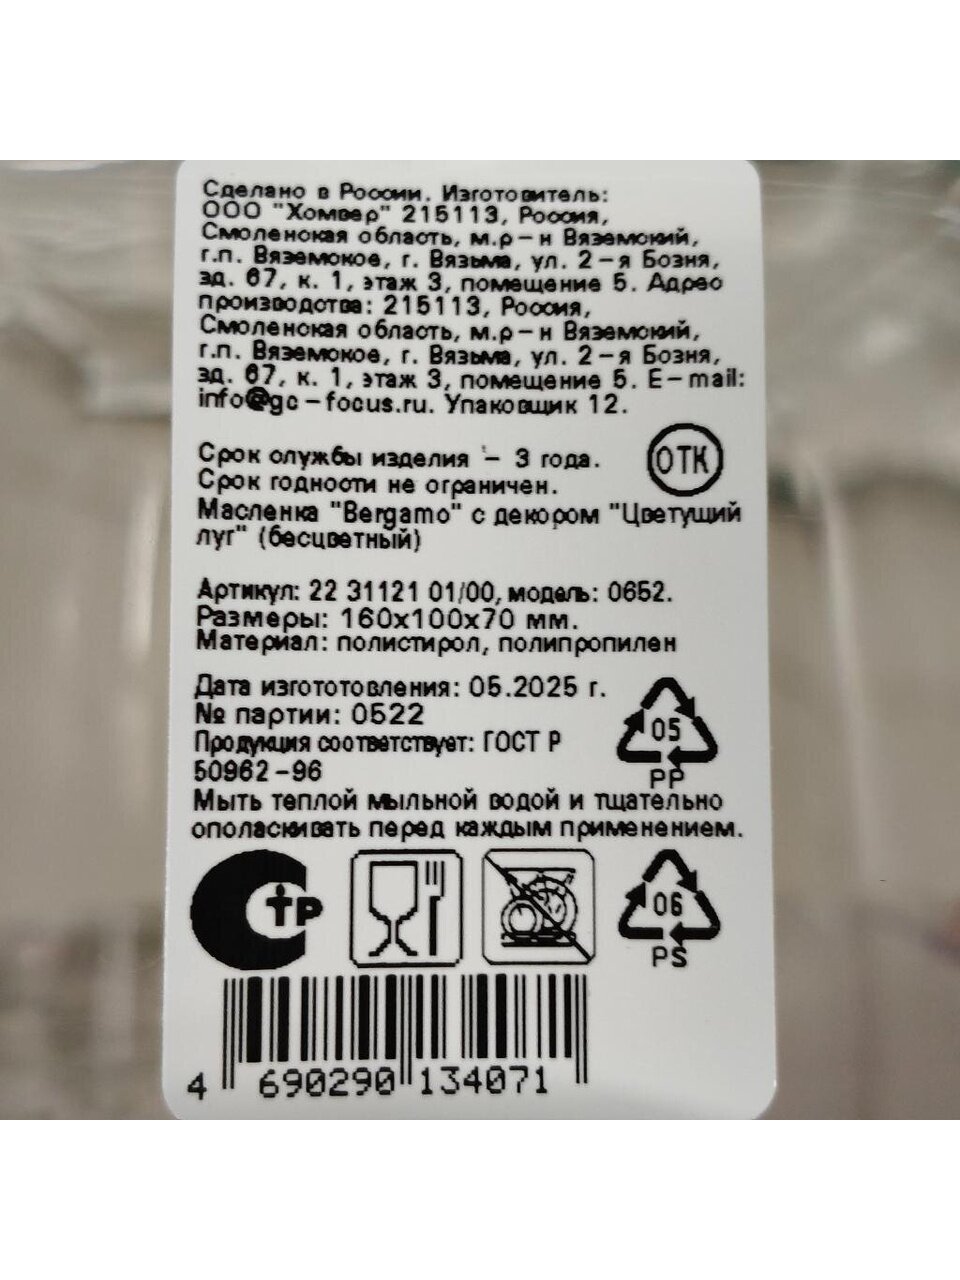 Сделано в России. Изготовитель:
ООО "Хомвер" 215113, Россия,
Смоленская область, м.р-н Вяземский,
г.п. Вяземское, г. Вязьма, ул. 2-я Бозня,
зд. 67, к. 1, этаж 3, помещение 5. Адрес
производства: 215113, Россия,
Смоленская область, м.р-н Вяземский,
г.п. Вяземское, г. Вязьма, ул. 2-я Бозня,
зд. 67, к. 1, этаж 3, помещение 5. E-mail:
info@gc-focus.ru. Упаковщик 12.
Срок службы изделия - 3 года.
ОТК
Срок годности не ограничен.
Масленка "Bergamo" с декором "Цветущий
луг" (бесцветный)
Артикул: 22 31121 01/00, модель: 0652.
Размеры: 160x100x70 мм.
Материал: полистирол, полипропилен
Дата изгототовления: 05.2025 г.
№ партии: 0522
05
PP
Продукция соответствует: ГОСТ Р
50962-96
Мыть теплой мыльной водой и тщательно
ополаскивать перед каждым применением.
СТР
06
PS
4 690290 134071